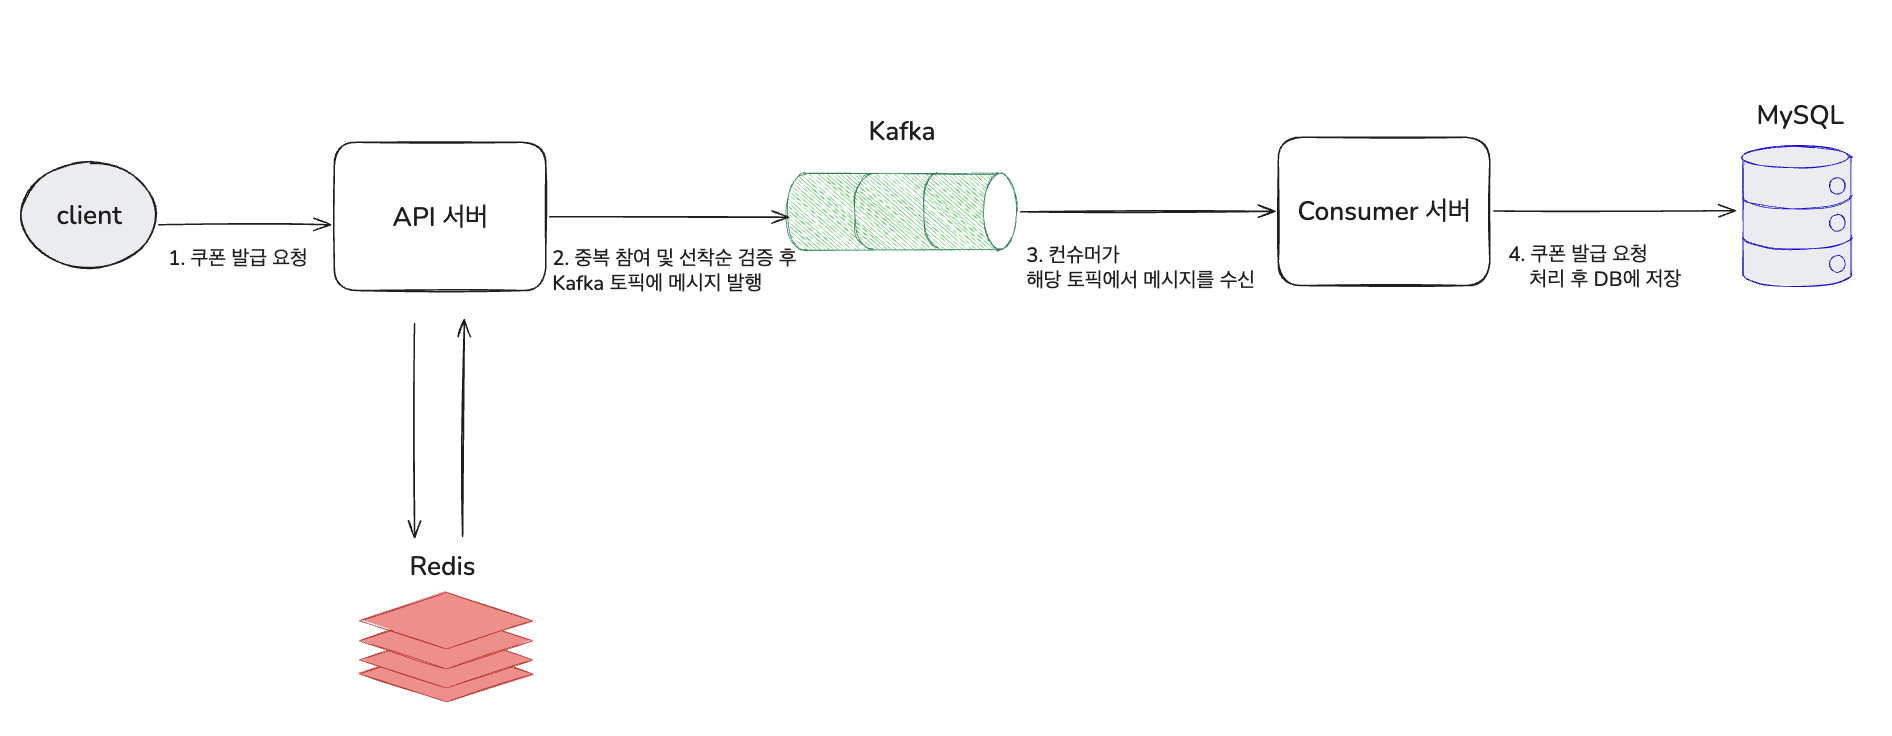 client
1. 쿠폰 발급 요청
API 서버
2. 중복 참여 및 선착순 검증 후
Kafka 토픽에 메시지 발행
Kafka
3. 컨슈머가
해당 토픽에서 메시지를 수신
Consumer 서버
4. 쿠폰 발급 요청
처리 후 DB에 저장
MySQL
Redis